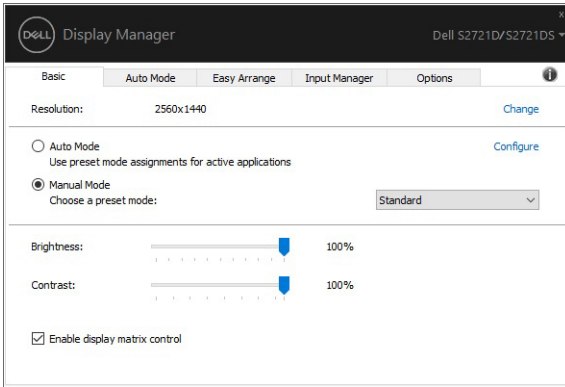 DELL Display Manager
Dell S2721D/S2721DS
Basic Auto Mode Easy Arrange Input Manager Options
Resolution: 2560x1440 Change
Auto Mode Configure
Use preset mode assignments for active applications
Manual Mode
Choose a preset mode: Standard
Brightness: 100%
Contrast: 100%
Enable display matrix control